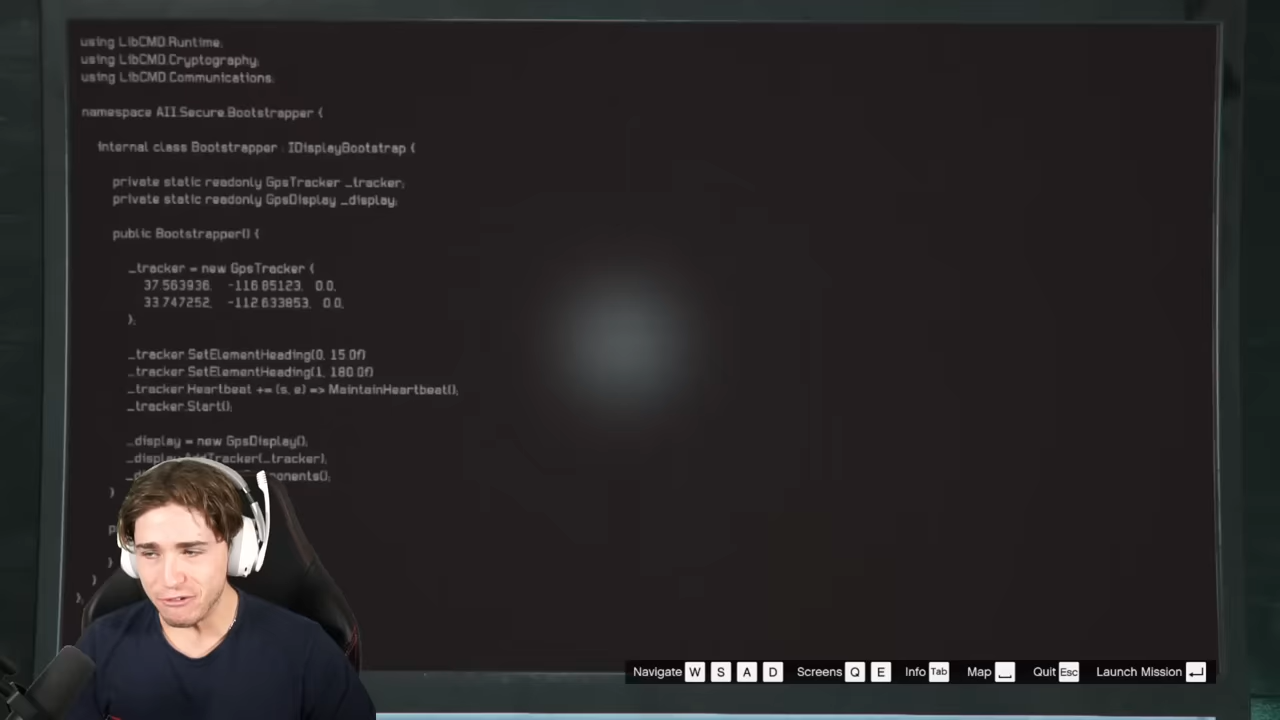 using LibCMD.Runtime;
using LibCMD.Cryptography;
using LibCMD.Communications;
namespace AII.Secure.Bootstrapper {
internal class Bootstrapper : IDisplayBootstrap {
private static readonly GpsTracker _tracker;
private static readonly GpsDisplay _display;
public Bootstrapper() {
_tracker = new GpsTracker {
37.563936, -116.85123, 0.0,
33.747252, -112.633853, 0.0,
};
_tracker.SetElementHeading(0, 15.0f)
_tracker.SetElementHeading(1, 180.0f)
_tracker.Heartbeat += (s, e) => MaintainHeartbeat();
_tracker.Start();
_display = new GpsDisplay();
_display.AddTracker(_tracker);
}
}
}
Navigate W S A D Screens Q E Info Tab Map Quit Esc Launch Mission